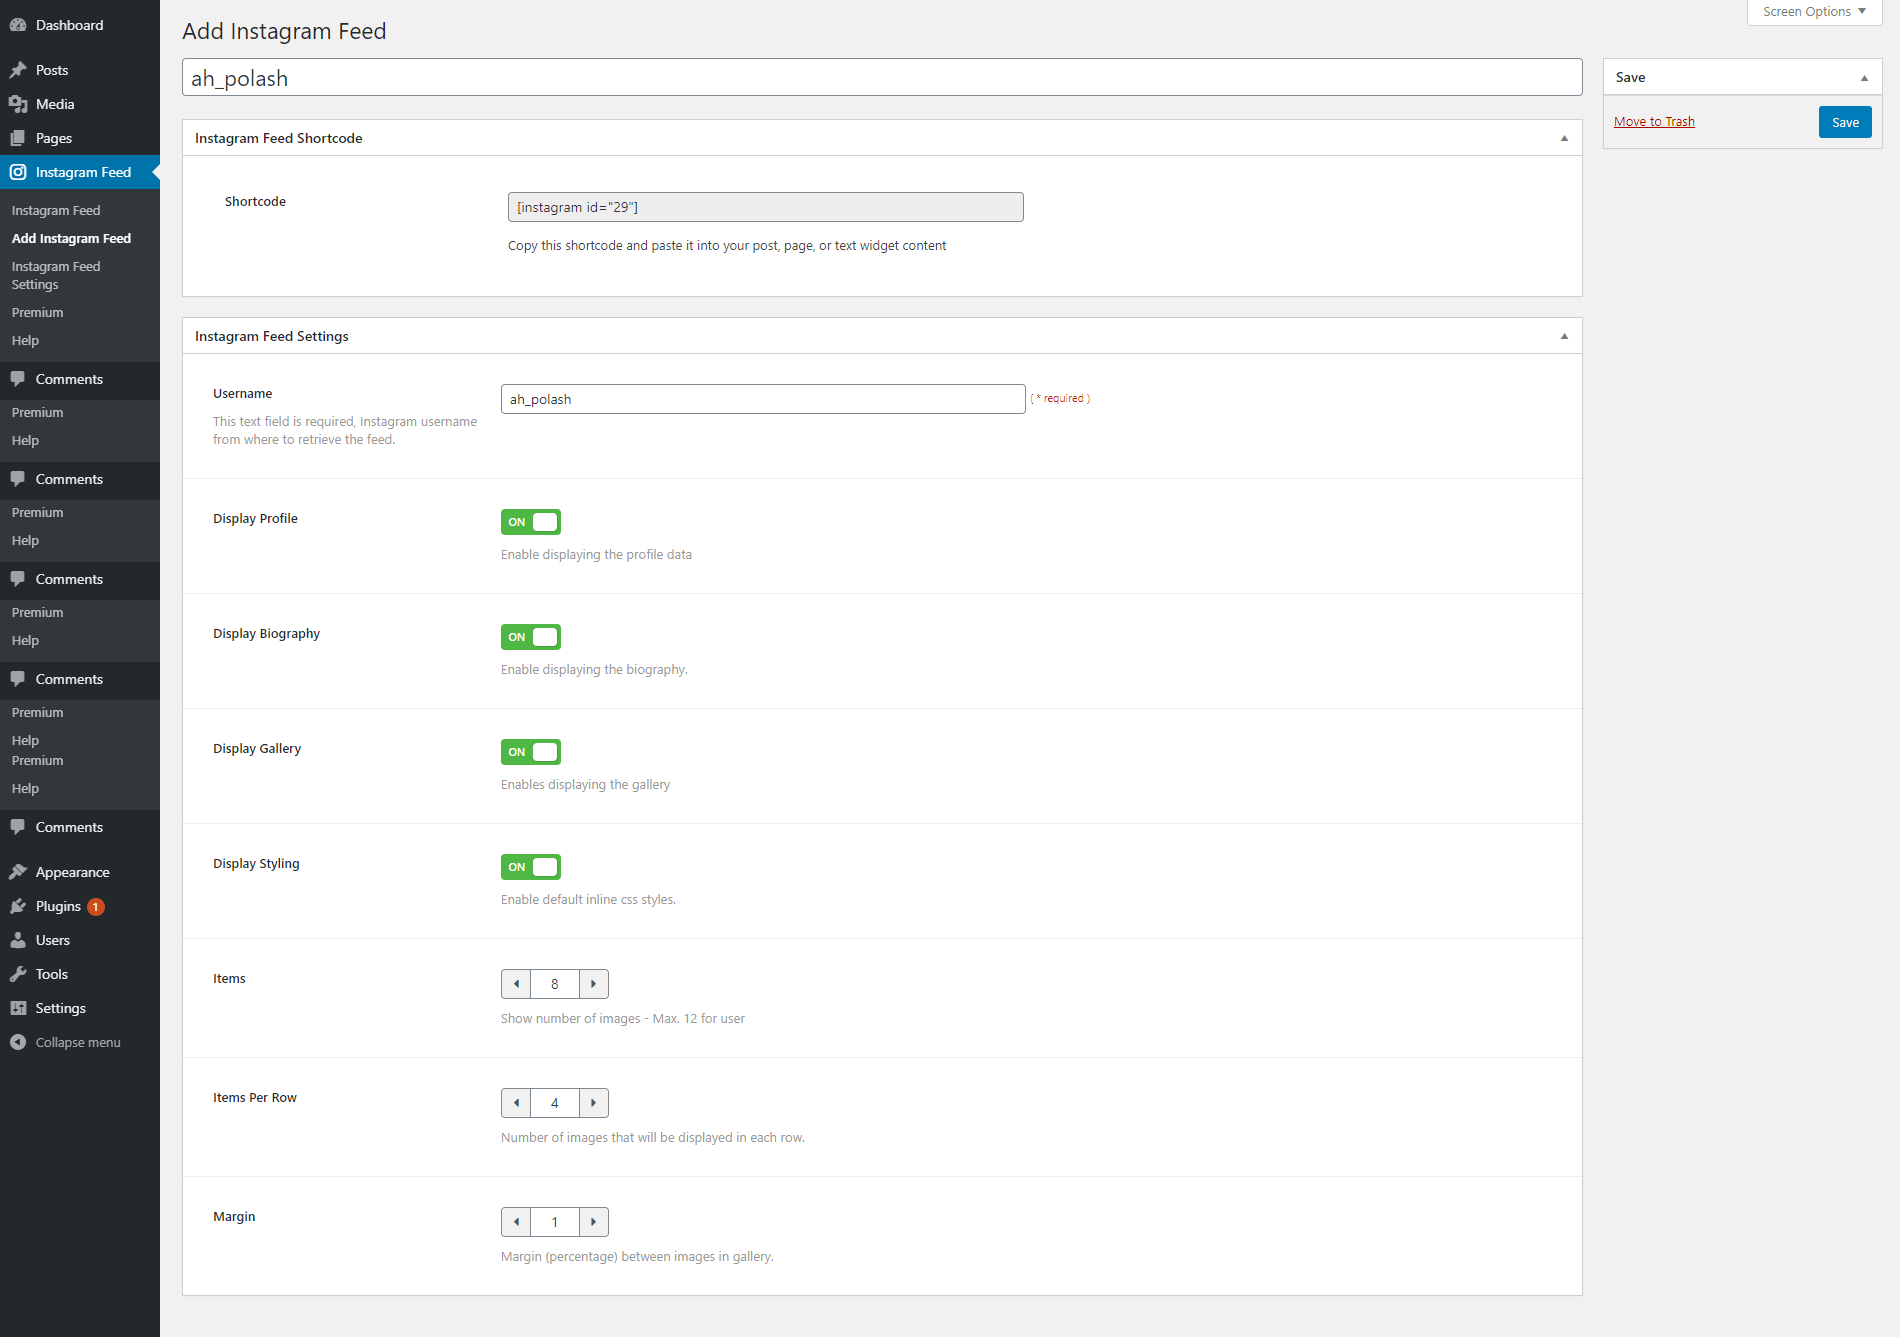 Dashboard
Posts
Media
Pages
Instagram Feed
Instagram Feed
Add Instagram Feed
Instagram Feed
Settings
Premium
Help
Comments
Premium
Help
Comments
Premium
Help
Comments
Premium
Help
Comments
Premium
Help
Premium
Help
Comments
Appearance
Plugins 1
Users
Tools
Settings
Collapse menu
Screen Options
Add Instagram Feed
ah_polash
Instagram Feed Shortcode
Shortcode
[instagram id="29"]
Copy this shortcode and paste it into your post, page, or text widget content
Instagram Feed Settings
Username
This text field is required, Instagram username
from where to retrieve the feed.
ah_polash
( * required )
Display Profile
ON
Enable displaying the profile data
Display Biography
ON
Enable displaying the biography.
Display Gallery
ON
Enables displaying the gallery
Display Styling
ON
Enable default inline css styles.
Items
8
Show number of images - Max. 12 for user
Items Per Row
4
Number of images that will be displayed in each row.
Margin
1
Margin (percentage) between images in gallery.
Save
Move to Trash
Save